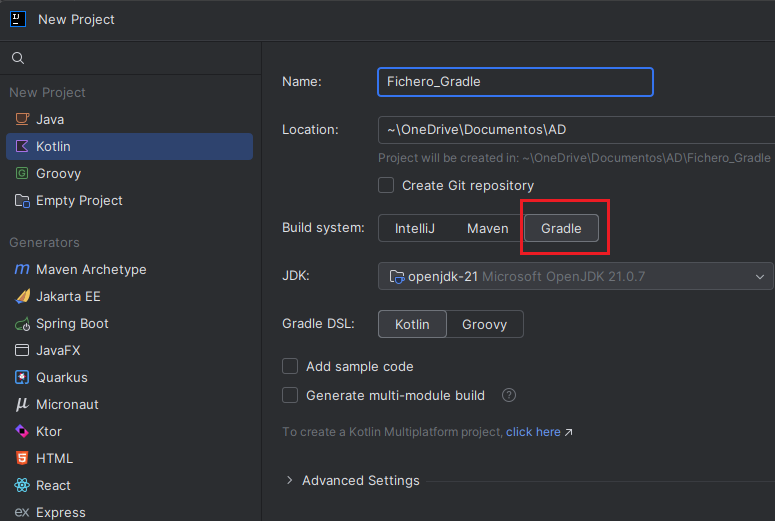 New Project
New Project
Java
Kotlin
Groovy
Empty Project
Generators
Maven Archetype
Jakarta EE
Spring Boot
JavaFX
Quarkus
Micronaut
Ktor
HTML
React
Express
Name: Fichero_Gradle
Location: ~\OneDrive\Documentos\AD
Project will be created in: ~\OneDrive\Documentos\AD\Fichero_Gradle
Create Git repository
Build system: IntelliJ Maven Gradle
JDK: openjdk-21 Microsoft OpenJDK 21.0.7
Gradle DSL: Kotlin Groovy
Add sample code
Generate multi-module build ?
To create a Kotlin Multiplatform project, click here ↗
Advanced Settings